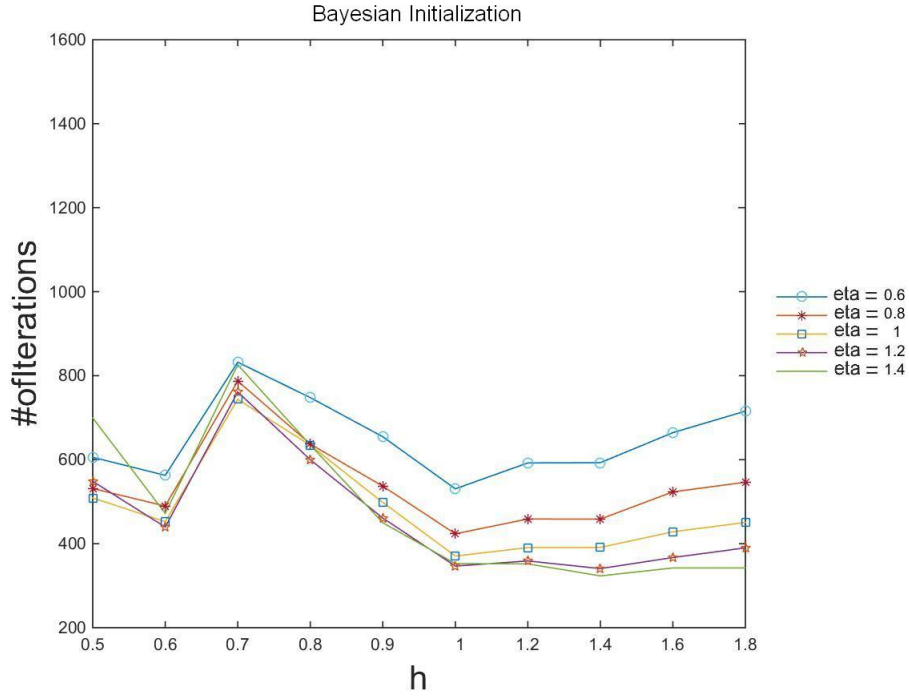 Bayesian Initialization
1600
1400
1200
1000
800
600
400
200
#ofIterations
0.5 0.6 0.7 0.8 0.9 1 1.2 1.4 1.6 1.8
h
eta = 0.6
eta = 0.8
eta = 1
eta = 1.2
eta = 1.4